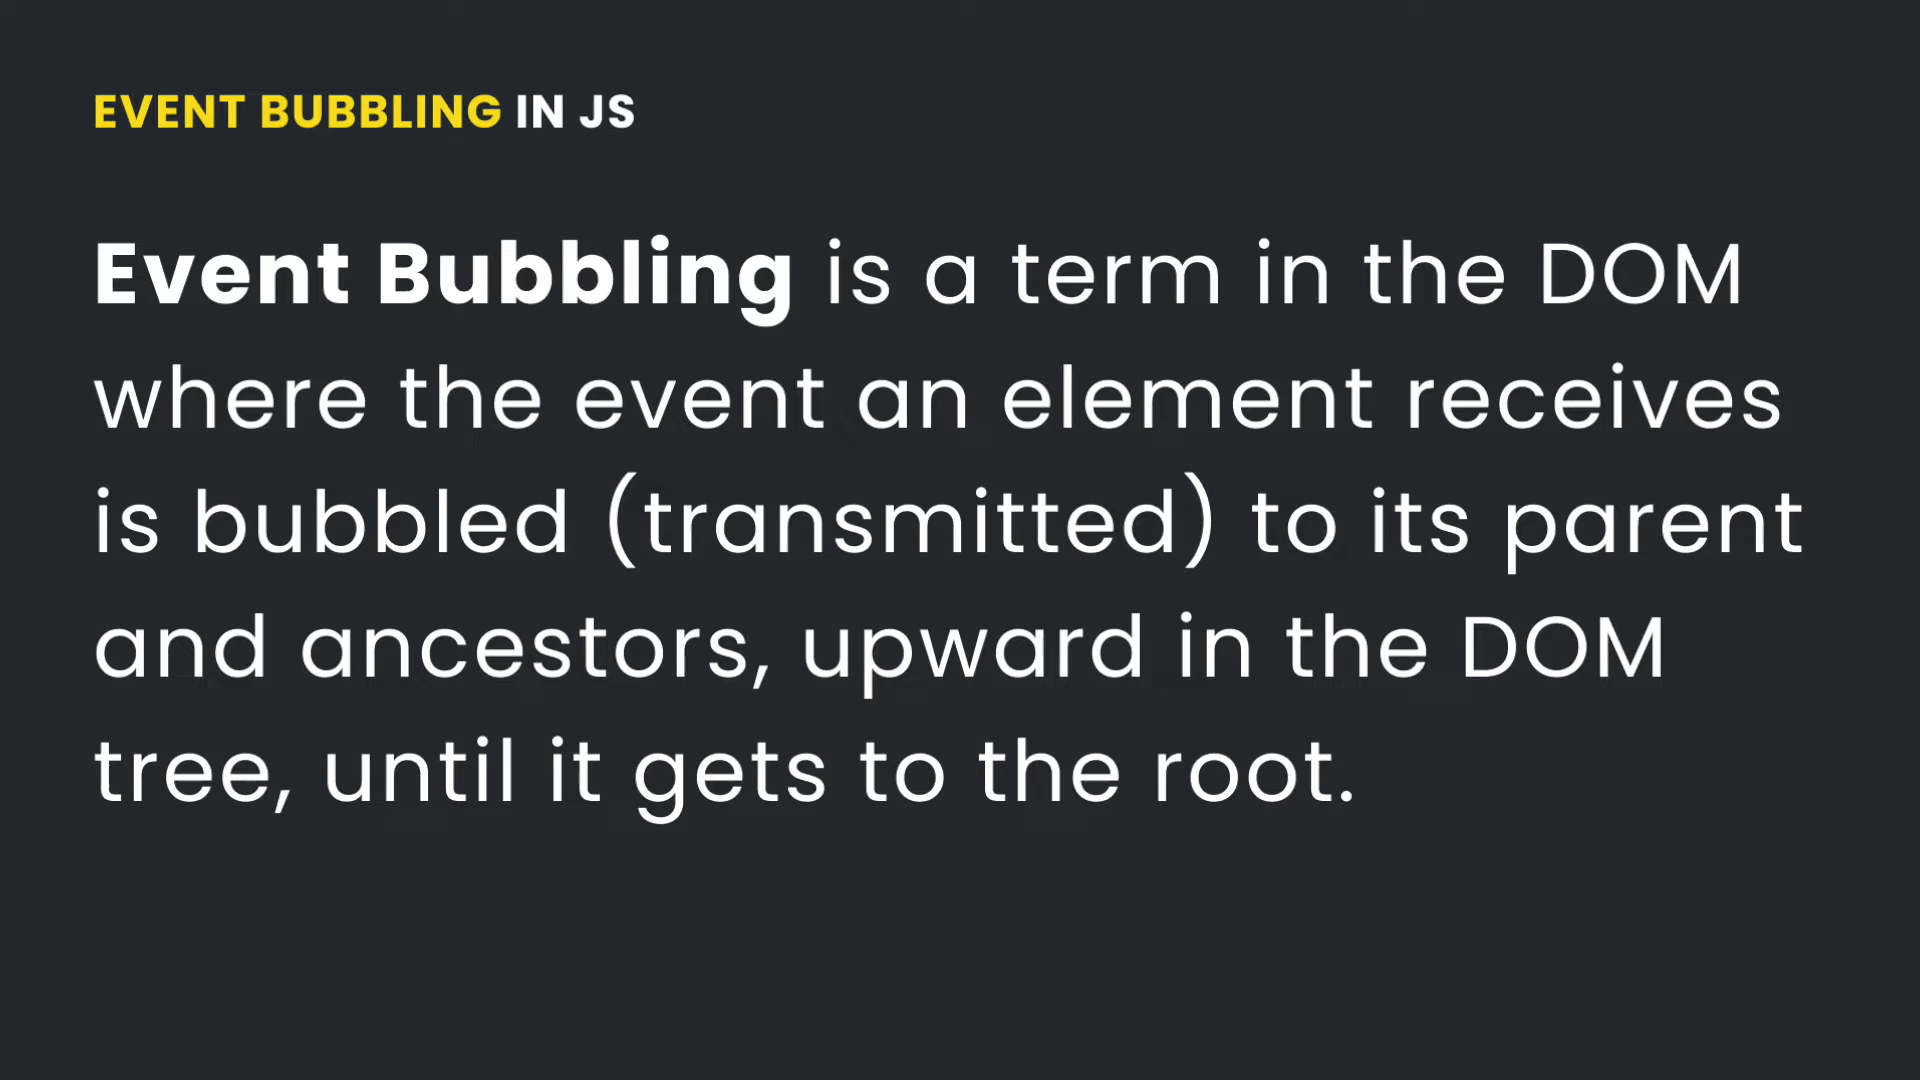 EVENT BUBBLING IN JS
Event Bubbling is a term in the DOM
where the event an element receives
is bubbled (transmitted) to its parent
and ancestors, upward in the DOM
tree, until it gets to the root.